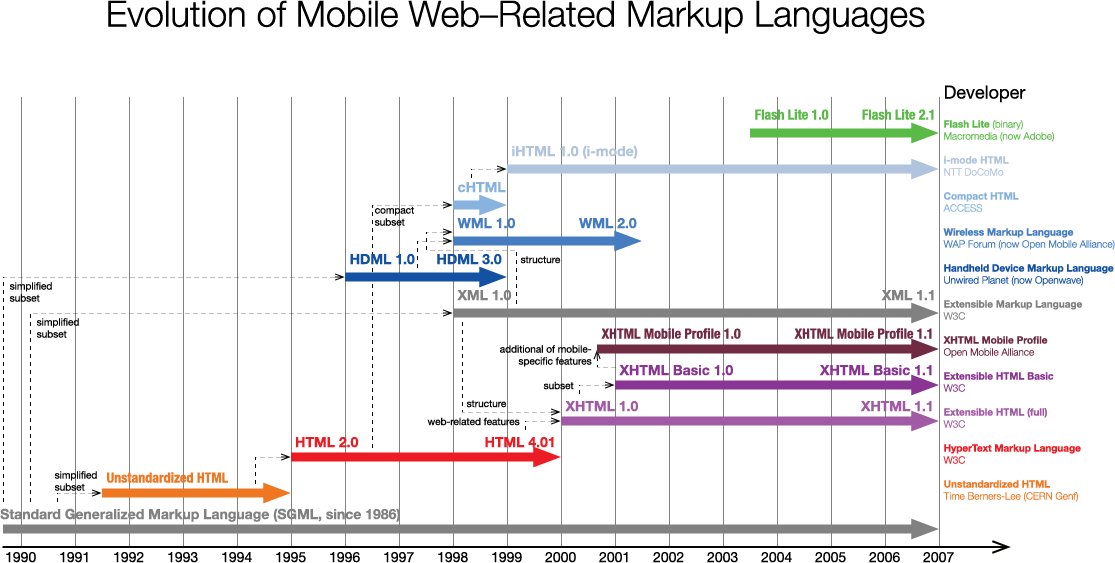 Evolution of Mobile Web–Related Markup Languages
Developer
Flash Lite 1.0 Flash Lite 2.1
Flash Lite (binary)
Macromedia (now Adobe)
iHTML 1.0 (i-mode)
i-mode HTML
NTT DoCoMo
cHTML
Compact HTML
ACCESS
compact
subset
WML 1.0 WML 2.0
Wireless Markup Language
WAP Forum (now Open Mobile Alliance)
HDML 1.0 HDML 3.0
structure
Handheld Device Markup Language
Unwired Planet (now Openwave)
simplified
subset
XML 1.0 XML 1.1
Extensible Markup Language
W3C
simplified
subset
XHTML Mobile Profile 1.0 XHTML Mobile Profile 1.1
XHTML Mobile Profile
Open Mobile Alliance
additional of mobile-
specific features
XHTML Basic 1.0 XHTML Basic 1.1
Extensible HTML Basic
W3C
subset
structure
XHTML 1.0 XHTML 1.1
Extensible HTML (full)
W3C
web-related features
HTML 2.0 HTML 4.01
HyperText Markup Language
W3C
simplified
subset
Unstandardized HTML
Unstandardized HTML
Time Berners-Lee (CERN Genf)
Standard Generalized Markup Language (SGML, since 1986)
1990 1991 1992 1993 1994 1995 1996 1997 1998 1999 2000 2001 2002 2003 2004 2005 2006 2007